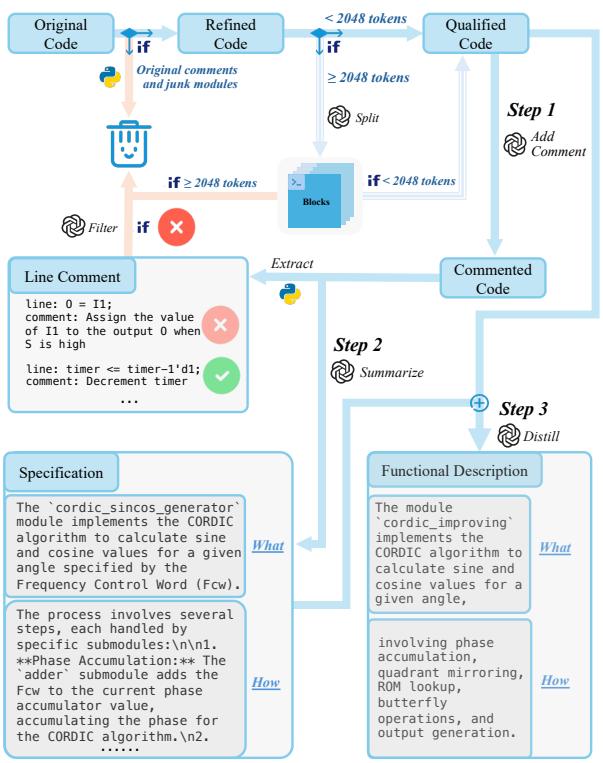 Original
Code
if
Refined
Code
< 2048 tokens
if
Qualified
Code
Original comments
and junk modules
≥ 2048 tokens
Split
Step 1
Add
Comment
if ≥ 2048 tokens
>_
Blocks
if < 2048 tokens
Filter
if
Line Comment
line: O = I1;
comment: Assign the value
of I1 to the output O when
S is high
line: timer <= timer-1'd1;
comment: Decrement timer
...
Extract
Commented
Code
Step 2
Summarize
Step 3
Distill
Specification
The `cordic_sincos_generator`
module implements the CORDIC
algorithm to calculate sine
and cosine values for a given
angle specified by the
Frequency Control Word (Fcw).
What
The process involves several
steps, each handled by
specific submodules:\n\n1.
**Phase Accumulation:** The
`adder` submodule adds the
Fcw to the current phase
accumulator value,
accumulating the phase for
the CORDIC algorithm.\n2.
......
How
Functional Description
The module
`cordic_improving`
implements the
CORDIC algorithm to
calculate sine and
cosine values for a
given angle,
What
involving phase
accumulation,
quadrant mirroring,
ROM lookup,
butterfly
operations, and
output generation.
How